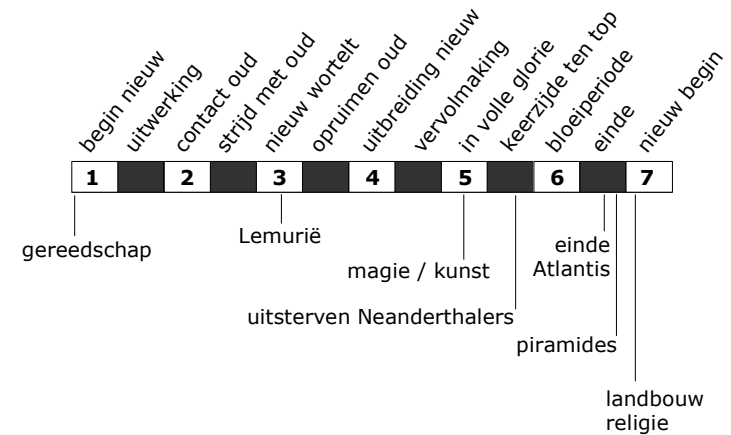 begin nieuw
uitwerking
contact oud
strijd met oud
nieuw wortelt
opruimen oud
uitbreiding nieuw
vervolmaking
in volle glorie
keerzijde ten top
bloeiperiode
einde
nieuw begin
1 2 3 4 5 6 7
gereedschap
Lemurië
magie / kunst
einde
Atlantis
uitsterven Neanderthalers
piramides
landbouw
religie